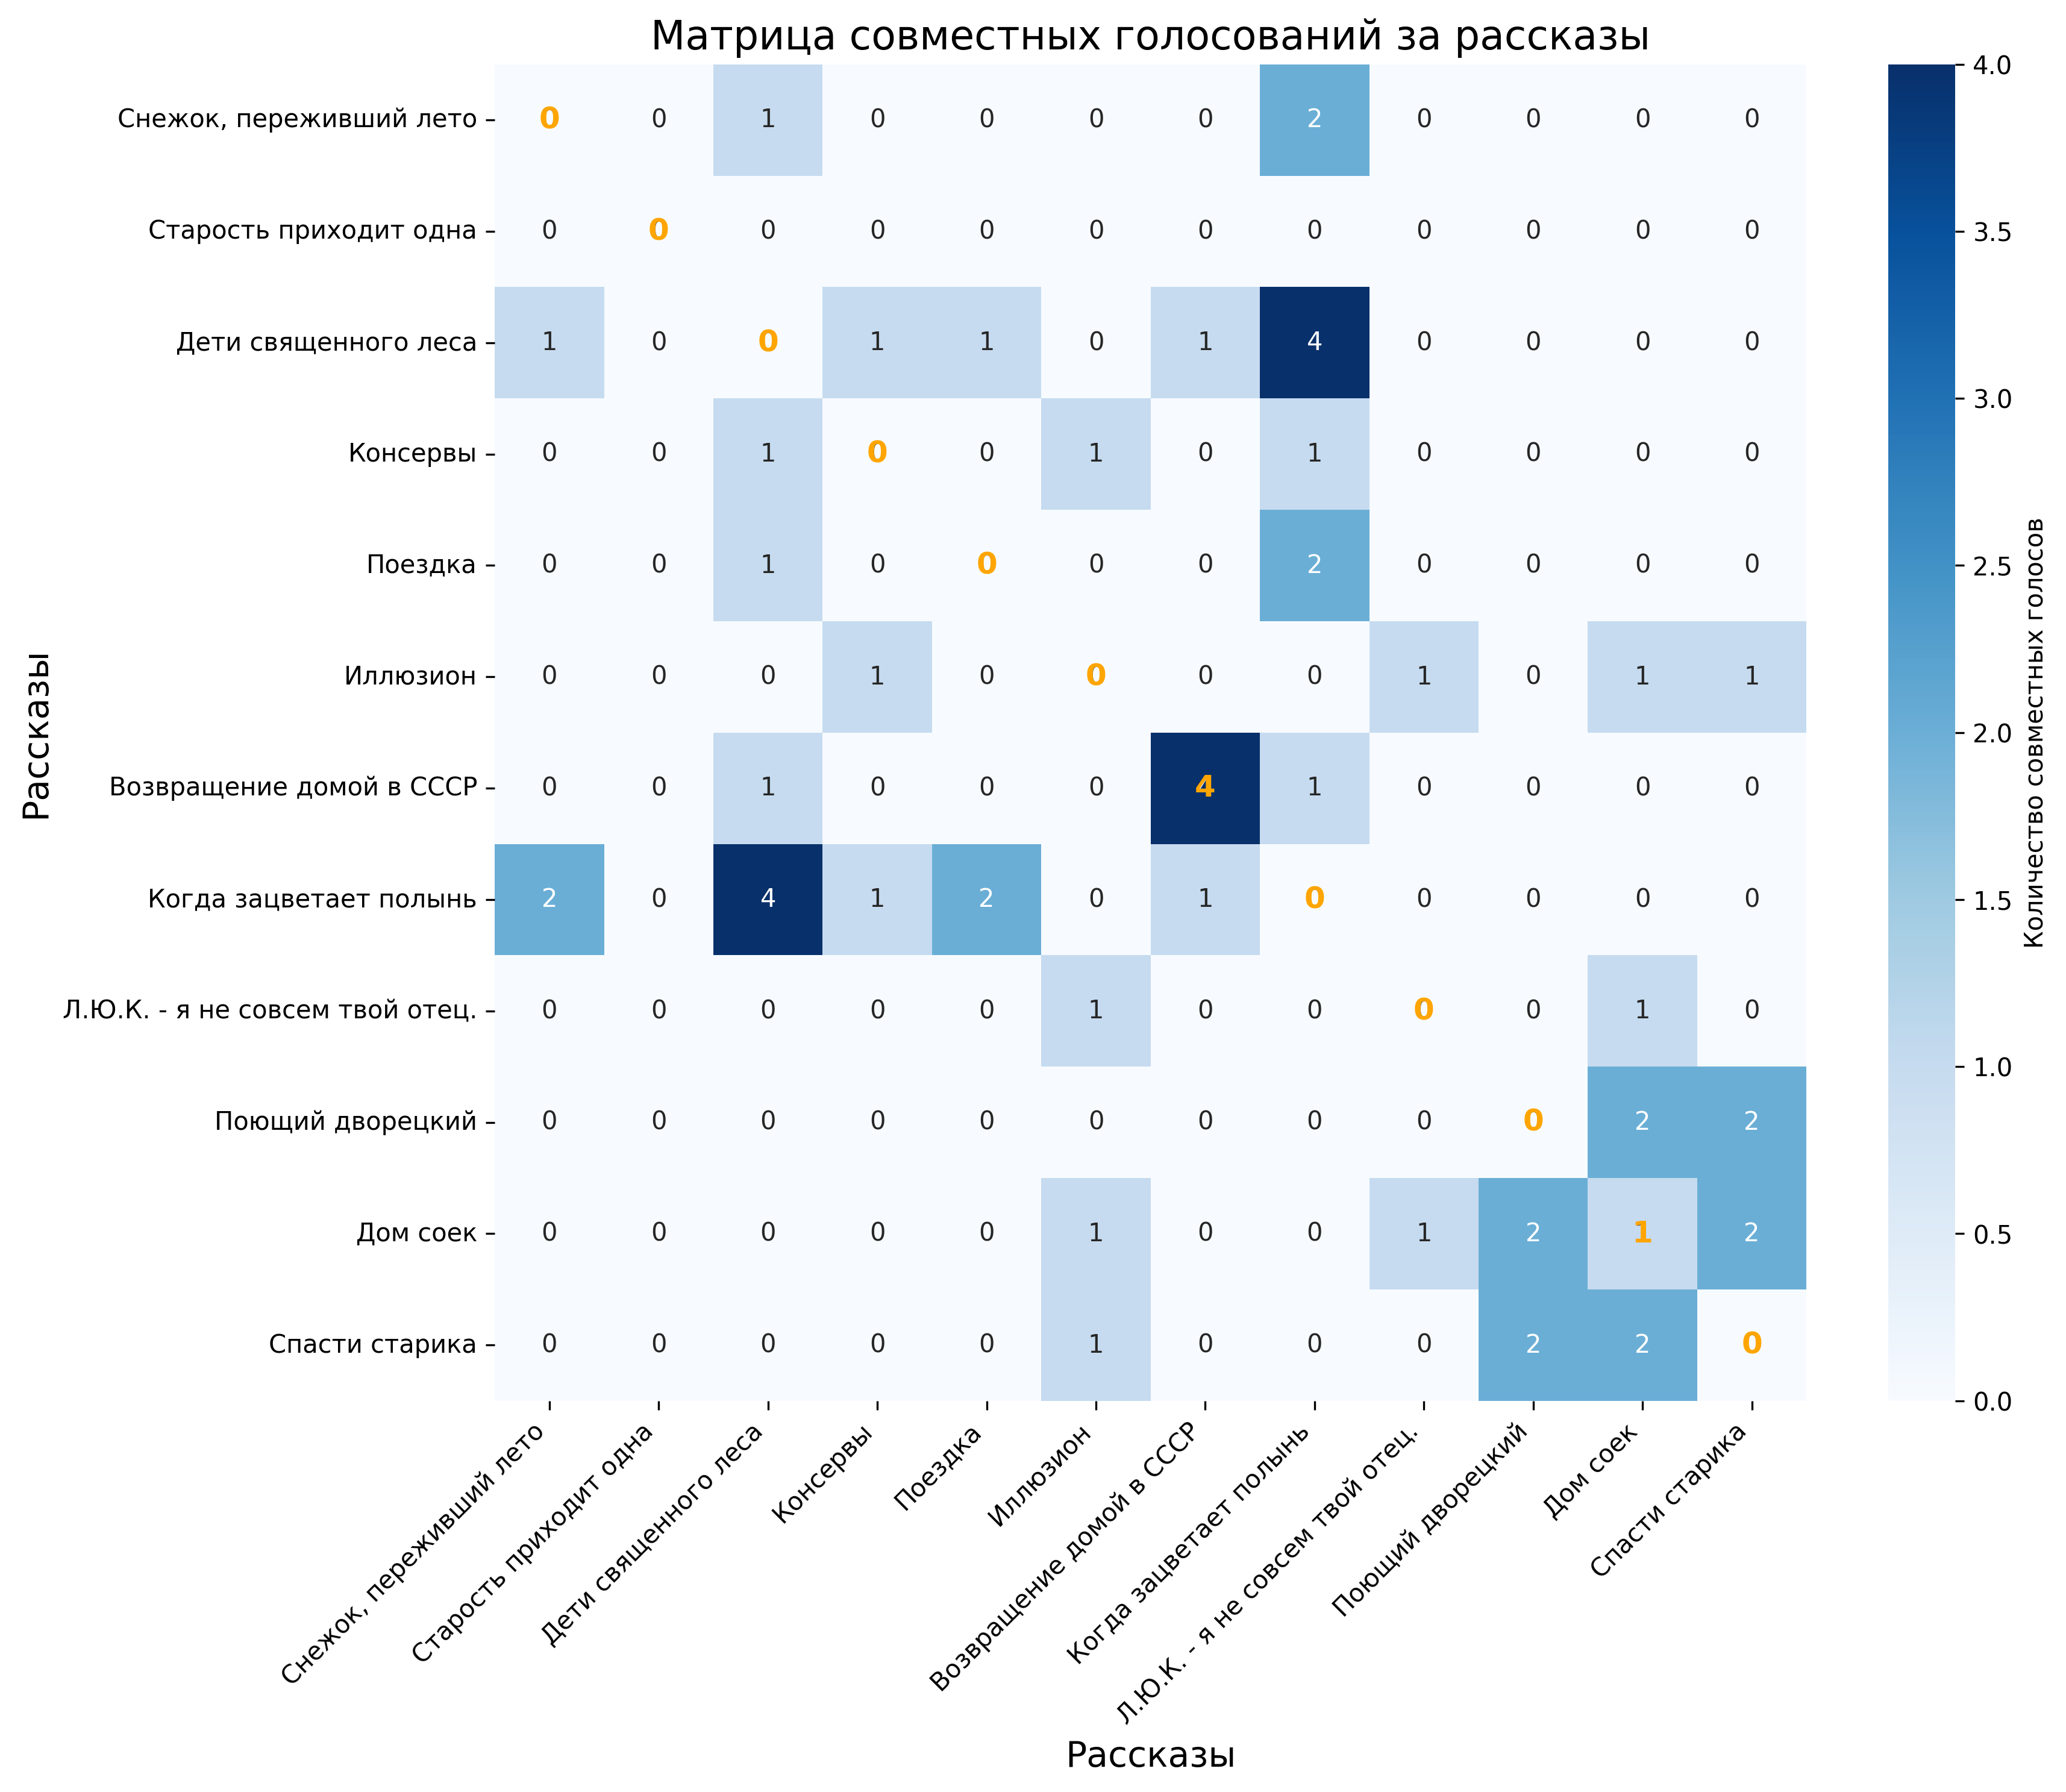 Матрица совместных голосований за рассказы
Снежок, переживший лето 0 0 1 0 0 0 0 2 0 0 0 0
Старость приходит одна 0 0 0 0 0 0 0 0 0 0 0 0
Дети священного леса 1 0 0 1 1 0 1 4 0 0 0 0
Консервы 0 0 1 0 0 1 0 1 0 0 0 0
Поездка 0 0 1 0 0 0 0 2 0 0 0 0
Иллюзион 0 0 0 1 0 0 0 0 1 0 1 1
Возвращение домой в СССР 0 0 1 0 0 0 4 1 0 0 0 0
Когда зацветает полынь 2 0 4 1 2 0 1 0 0 0 0 0
Л.Ю.К. - я не совсем твой отец. 0 0 0 0 0 1 0 0 0 0 1 0
Поющий дворецкий 0 0 0 0 0 0 0 0 0 0 2 2
Дом соек 0 0 0 0 0 1 0 0 1 2 1 2
Спасти старика 0 0 0 0 0 1 0 0 0 2 2 0
Рассказы
Снежок, переживший лето
Старость приходит одна
Дети священного леса
Консервы
Поездка
Иллюзион
Возвращение домой в СССР
Когда зацветает полынь
Л.Ю.К. - я не совсем твой отец.
Поющий дворецкий
Дом соек
Спасти старика
Рассказы
4.0
3.5
3.0
2.5
2.0
1.5
1.0
0.5
0.0
Количество совместных голосов